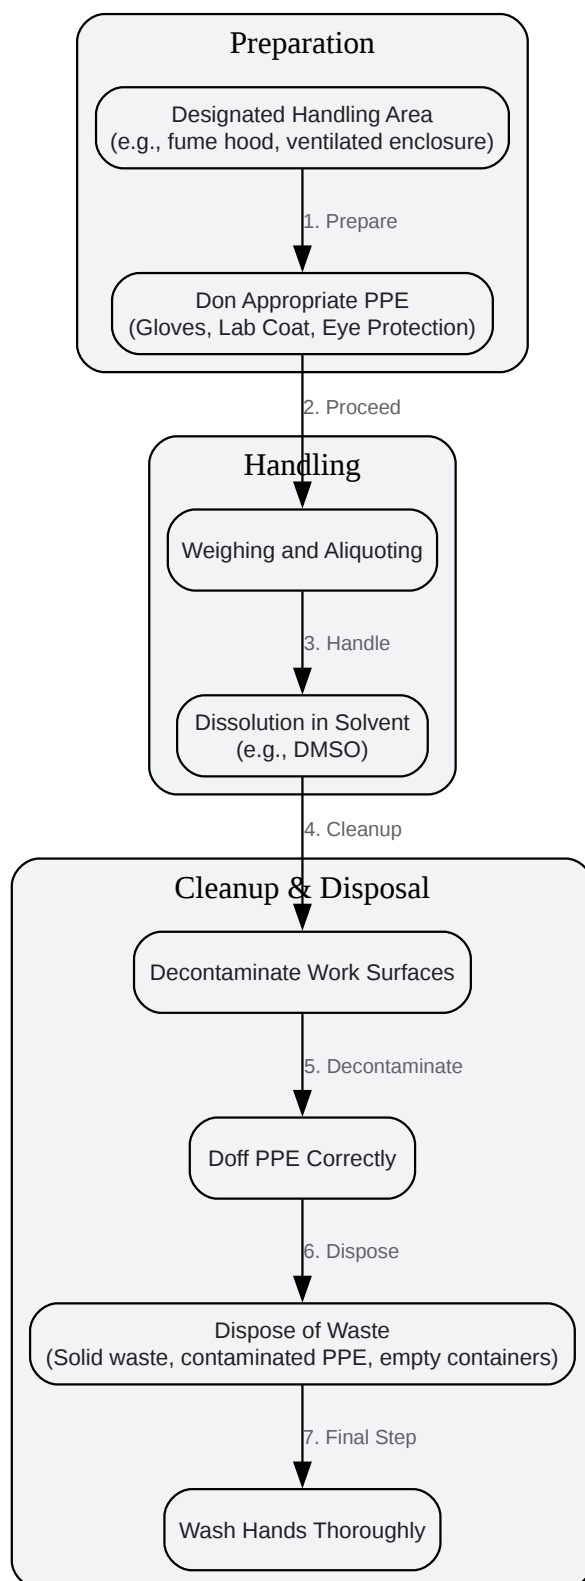 Preparation
Designated Handling Area
(e.g., fume hood, ventilated enclosure)
1. Prepare
Don Appropriate PPE
(Gloves, Lab Coat, Eye Protection)
2. Proceed
Handling
Weighing and Aliquoting
3. Handle
Dissolution in Solvent
(e.g., DMSO)
4. Cleanup
Cleanup & Disposal
Decontaminate Work Surfaces
5. Decontaminate
Doff PPE Correctly
6. Dispose
Dispose of Waste
(Solid waste, contaminated PPE, empty containers)
7. Final Step
Wash Hands Thoroughly